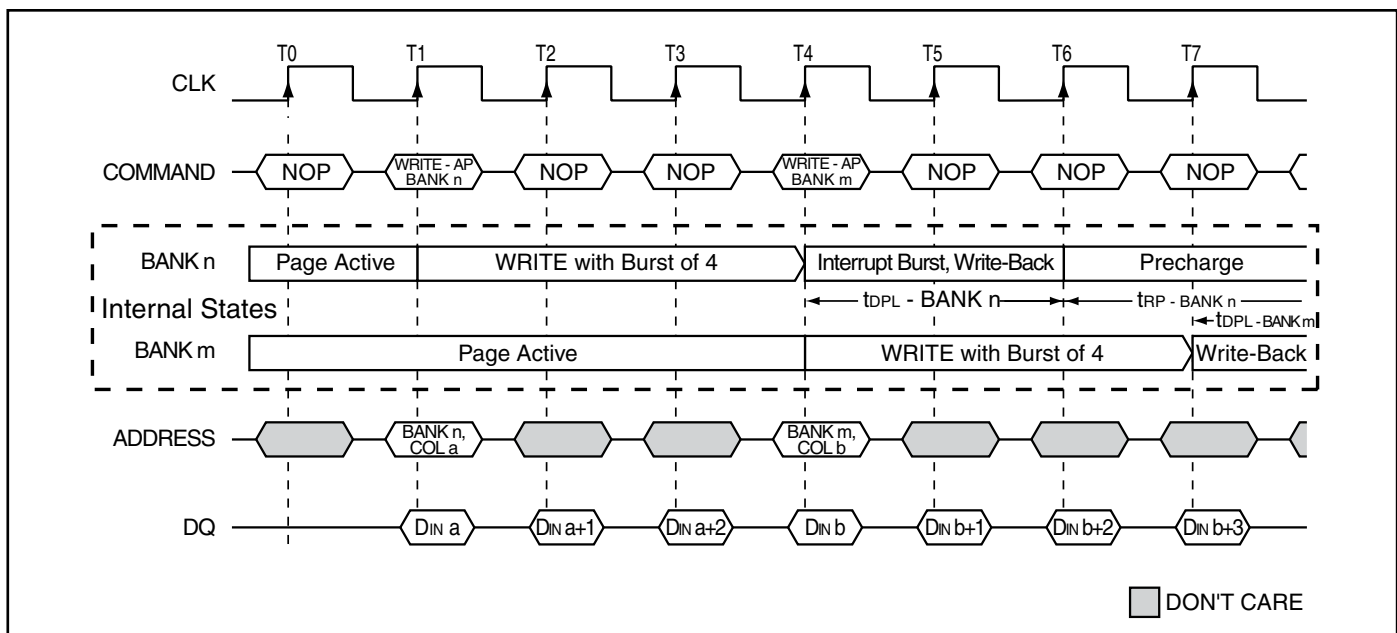 T0 T1 T2 T3 T4 T5 T6 T7
CLK
COMMAND NOP WRITE - AP NOP NOP WRITE - AP NOP NOP NOP
BANK n BANK m
BANK n Page Active WRITE with Burst of 4 Interrupt Burst, Write-Back Precharge
tDPL - BANK n tRP - BANK n
Internal States
tDPL - BANK m
BANK m Page Active WRITE with Burst of 4 Write-Back
ADDRESS BANK n, BANK m,
COL a COL b
DQ DIN a DIN a+1 DIN a+2 DIN b DIN b+1 DIN b+2 DIN b+3
DON'T CARE